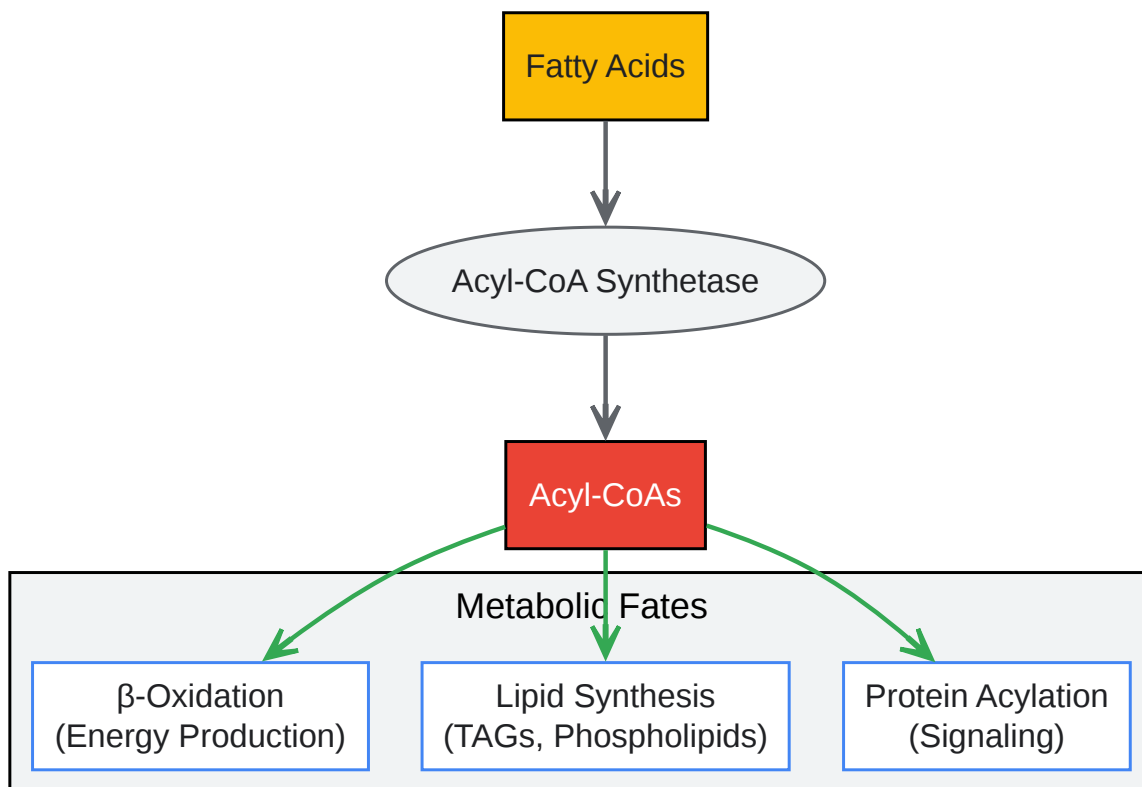 Fatty Acids
Acyl-CoA Synthetase
Acyl-CoAs
Metabolic Fates
β-Oxidation
(Energy Production)
Lipid Synthesis
(TAGs, Phospholipids)
Protein Acylation
(Signaling)